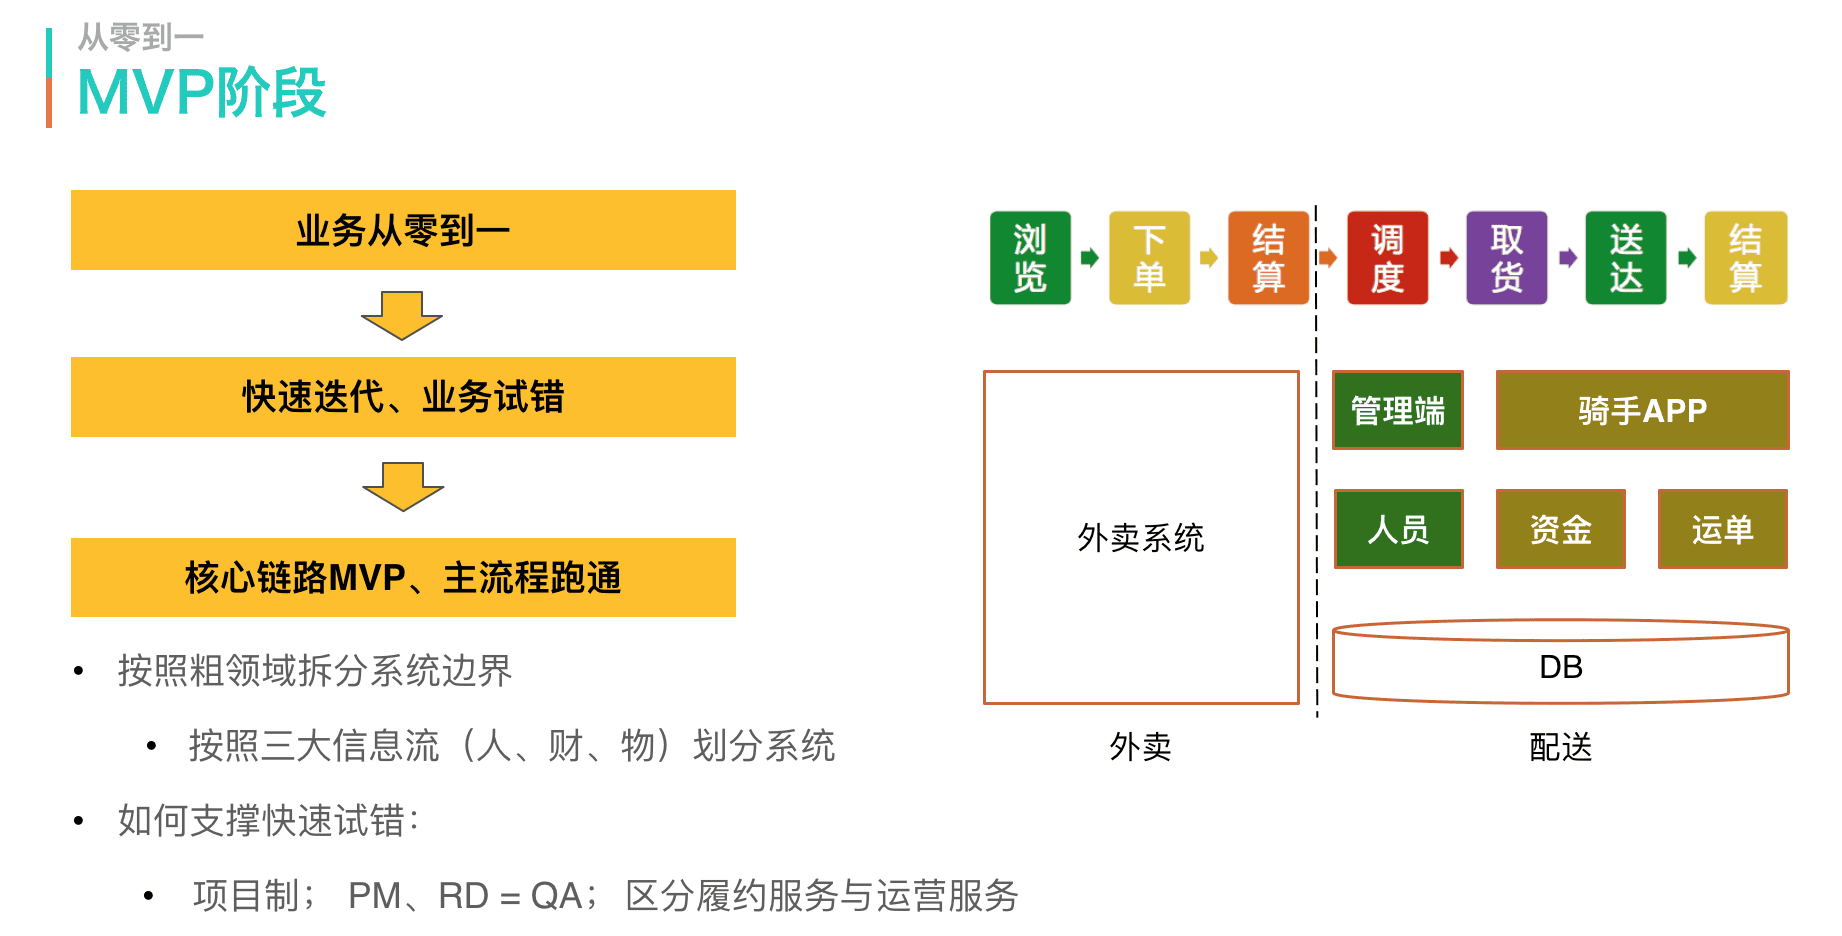 从零到一
MVP阶段
业务从零到一
快速迭代、业务试错
核心链路MVP、主流程跑通
• 按照粗领域拆分系统边界
• 按照三大信息流（人、财、物）划分系统
• 如何支撑快速试错：
• 项目制； PM、RD = QA； 区分履约服务与运营服务
浏览
下单
结算
调度
取货
送达
结算
外卖系统
外卖
管理端
骑手APP
人员
资金
运单
DB
配送